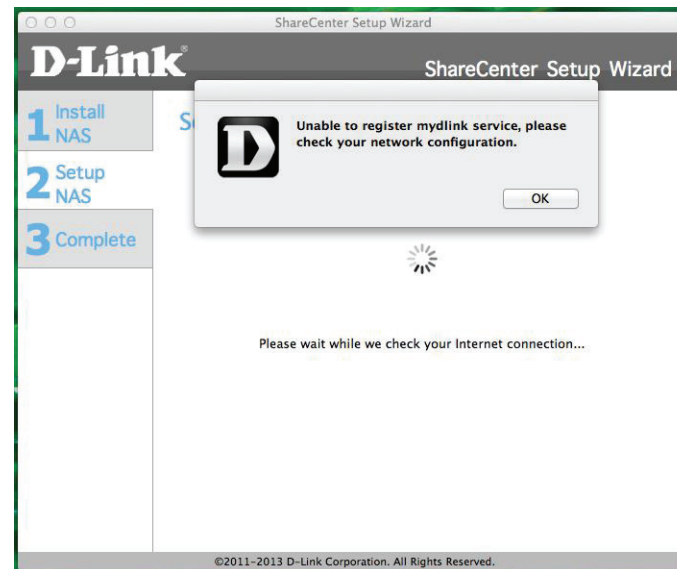 ShareCenter Setup Wizard
D-Link®
ShareCenter Setup Wizard
1 Install
NAS
2 Setup
NAS
3 Complete
S
D
Unable to register mydlink service, please
check your network configuration.
OK
Please wait while we check your Internet connection...
©2011-2013 D-Link Corporation. All Rights Reserved.